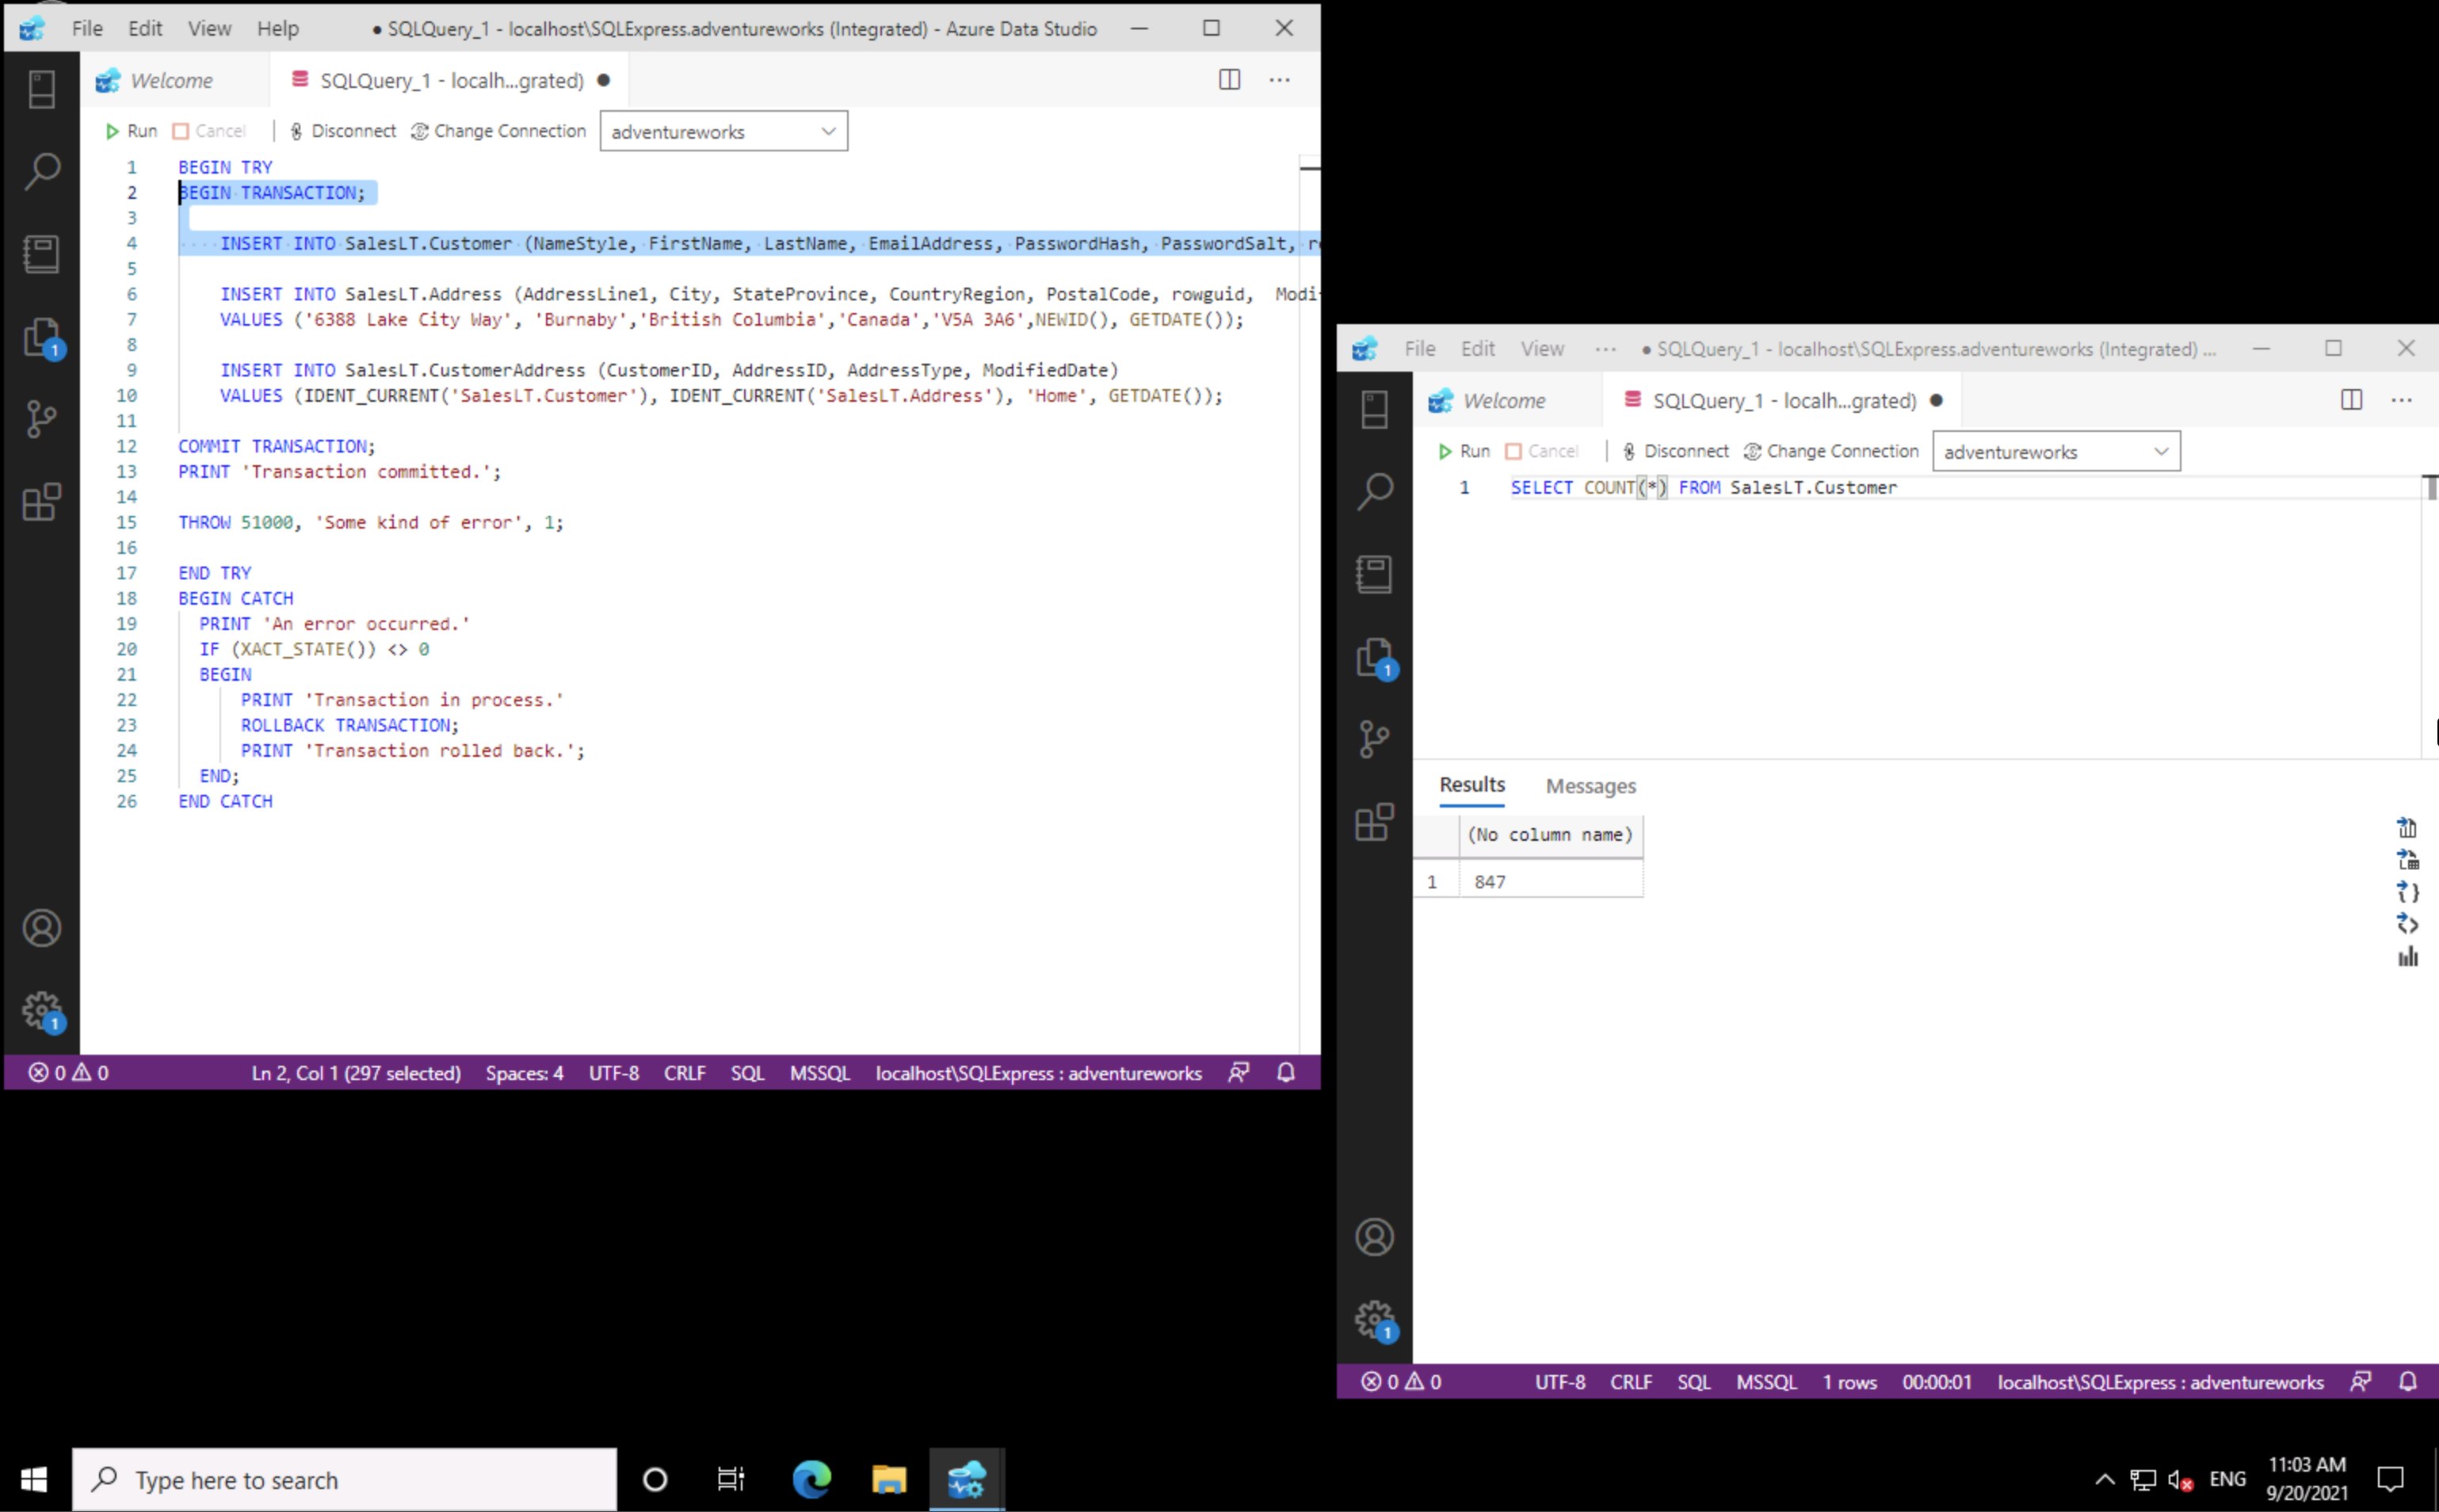 File Edit View Help ● SQLQuery_1 - localhost\SQLExpress.adventureworks (Integrated) - Azure Data Studio
Welcome SQLQuery_1 - localh...grated) ● ...
Run Cancel Disconnect Change Connection adventureworks
1 BEGIN TRY
2 BEGIN TRANSACTION;
3
4 INSERT INTO SalesLT.Customer (NameStyle, FirstName, LastName, EmailAddress, PasswordHash, PasswordSalt,
5
6 INSERT INTO SalesLT.Address (AddressLine1, City, StateProvince, CountryRegion, PostalCode, rowguid, Modi
7 VALUES ('6388 Lake City Way', 'Burnaby','British Columbia','Canada','V5A 3A6',NEWID(), GETDATE());
8
9 INSERT INTO SalesLT.CustomerAddress (CustomerID, AddressID, AddressType, ModifiedDate)
10 VALUES (IDENT_CURRENT('SalesLT.Customer'), IDENT_CURRENT('SalesLT.Address'), 'Home', GETDATE());
11
12 COMMIT TRANSACTION;
13 PRINT 'Transaction committed.';
14
15 THROW 51000, 'Some kind of error', 1;
16
17 END TRY
18 BEGIN CATCH
19 PRINT 'An error occurred.'
20 IF (XACT_STATE()) <> 0
21 BEGIN
22 PRINT 'Transaction in process.'
23 ROLLBACK TRANSACTION;
24 PRINT 'Transaction rolled back.';
25 END;
26 END CATCH
1
1
0 0 Ln 2, Col 1 (297 selected) Spaces: 4 UTF-8 CRLF SQL MSSQL localhost\SQLExpress : adventureworks
File Edit View ... ● SQLQuery_1 - localhost\SQLExpress.adventureworks (Integrated) ...
Welcome SQLQuery_1 - localh...grated) ● ...
Run Cancel Disconnect Change Connection adventureworks
1 SELECT COUNT(*) FROM SalesLT.Customer
1
Results Messages
(No column name)
1 847
1
0 0 UTF-8 CRLF SQL MSSQL 1 rows 00:00:01 localhost\SQLExpress : adventureworks
Type here to search
ENG
11:03 AM
9/20/2021